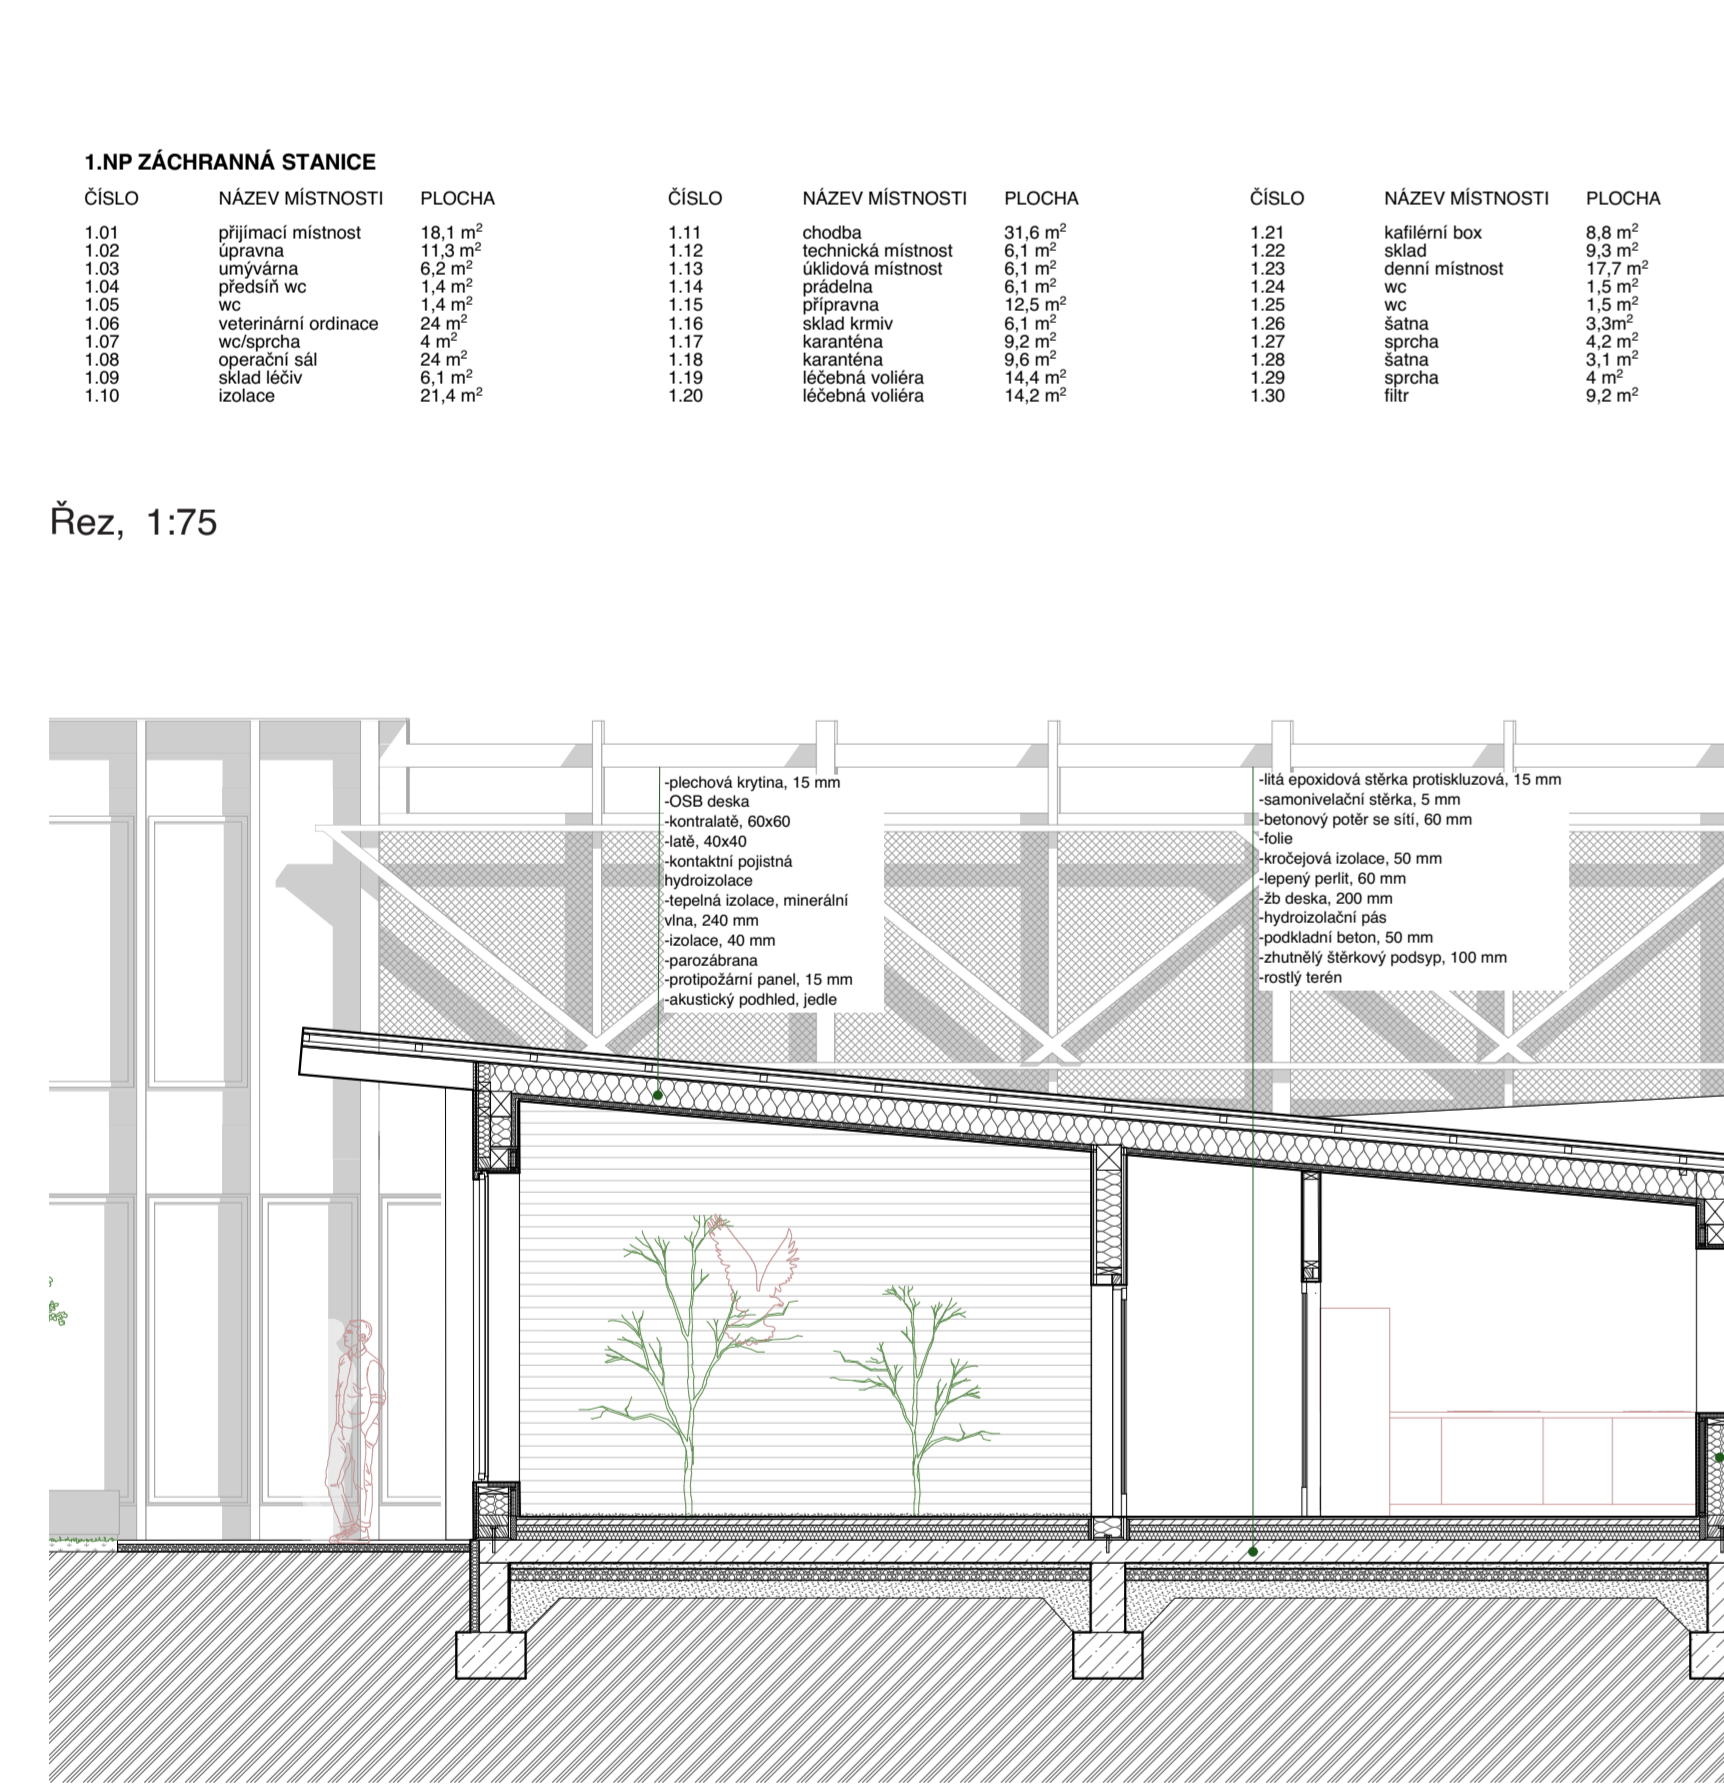 1.NP ZÁCHRANNÁ STANICE
ČÍSLO NÁZEV MÍSTNOSTI PLOCHA ČÍSLO NÁZEV MÍSTNOSTI PLOCHA ČÍSLO NÁZEV MÍSTNOSTI PLOCHA
1.01 přijímací místnost 18,1 m² 1.11 chodba 31,6 m² 1.21 kafilérní box 8,8 m²
1.02 úpravna 11,3 m² 1.12 technická místnost 6,1 m² 1.22 sklad 9,3 m²
1.03 umývárna 6,2 m² 1.13 úklidová místnost 6,1 m² 1.23 denní místnost 17,7 m²
1.04 předsíň wc 1,4 m² 1.14 prádelna 6,1 m² 1.24 wc 1,5 m²
1.05 wc 1,4 m² 1.15 přípravna 12,5 m² 1.25 wc 1,5 m²
1.06 veterinární ordinace 24 m² 1.16 sklad krmiv 6,1 m² 1.26 šatna 3,3m²
1.07 wc/sprcha 4 m² 1.17 karanténa 9,2 m² 1.27 sprcha 4,2 m²
1.08 operační sál 24 m² 1.18 karanténa 9,6 m² 1.28 šatna 3,1 m²
1.09 sklad léčiv 6,1 m² 1.19 léčebná voliéra 14,4 m² 1.29 sprcha 4 m²
1.10 izolace 21,4 m² 1.20 léčebná voliéra 14,2 m² 1.30 filtr 9,2 m²
Řez, 1:75
-plechová krytina, 15 mm
-OSB deska
-kontralatě, 60x60
-latě, 40x40
-kontaktní pojistná
hydroizolace
-tepelná izolace, minerální
vlna, 240 mm
-izolace, 40 mm
-parozábrana
-protipožární panel, 15 mm
-akustický podhled, jedle
-litá epoxidová stěrka protiskluzová, 15 mm
-samonivelační stěrka, 5 mm
-betonový potěr se sítí, 60 mm
-folie
-kročejová izolace, 50 mm
-lepený perlit, 60 mm
-žb deska, 200 mm
-hydroizolační pás
-podkladní beton, 50 mm
-zhutnělý štěrkový podsyp, 100 mm
-rostlý terén